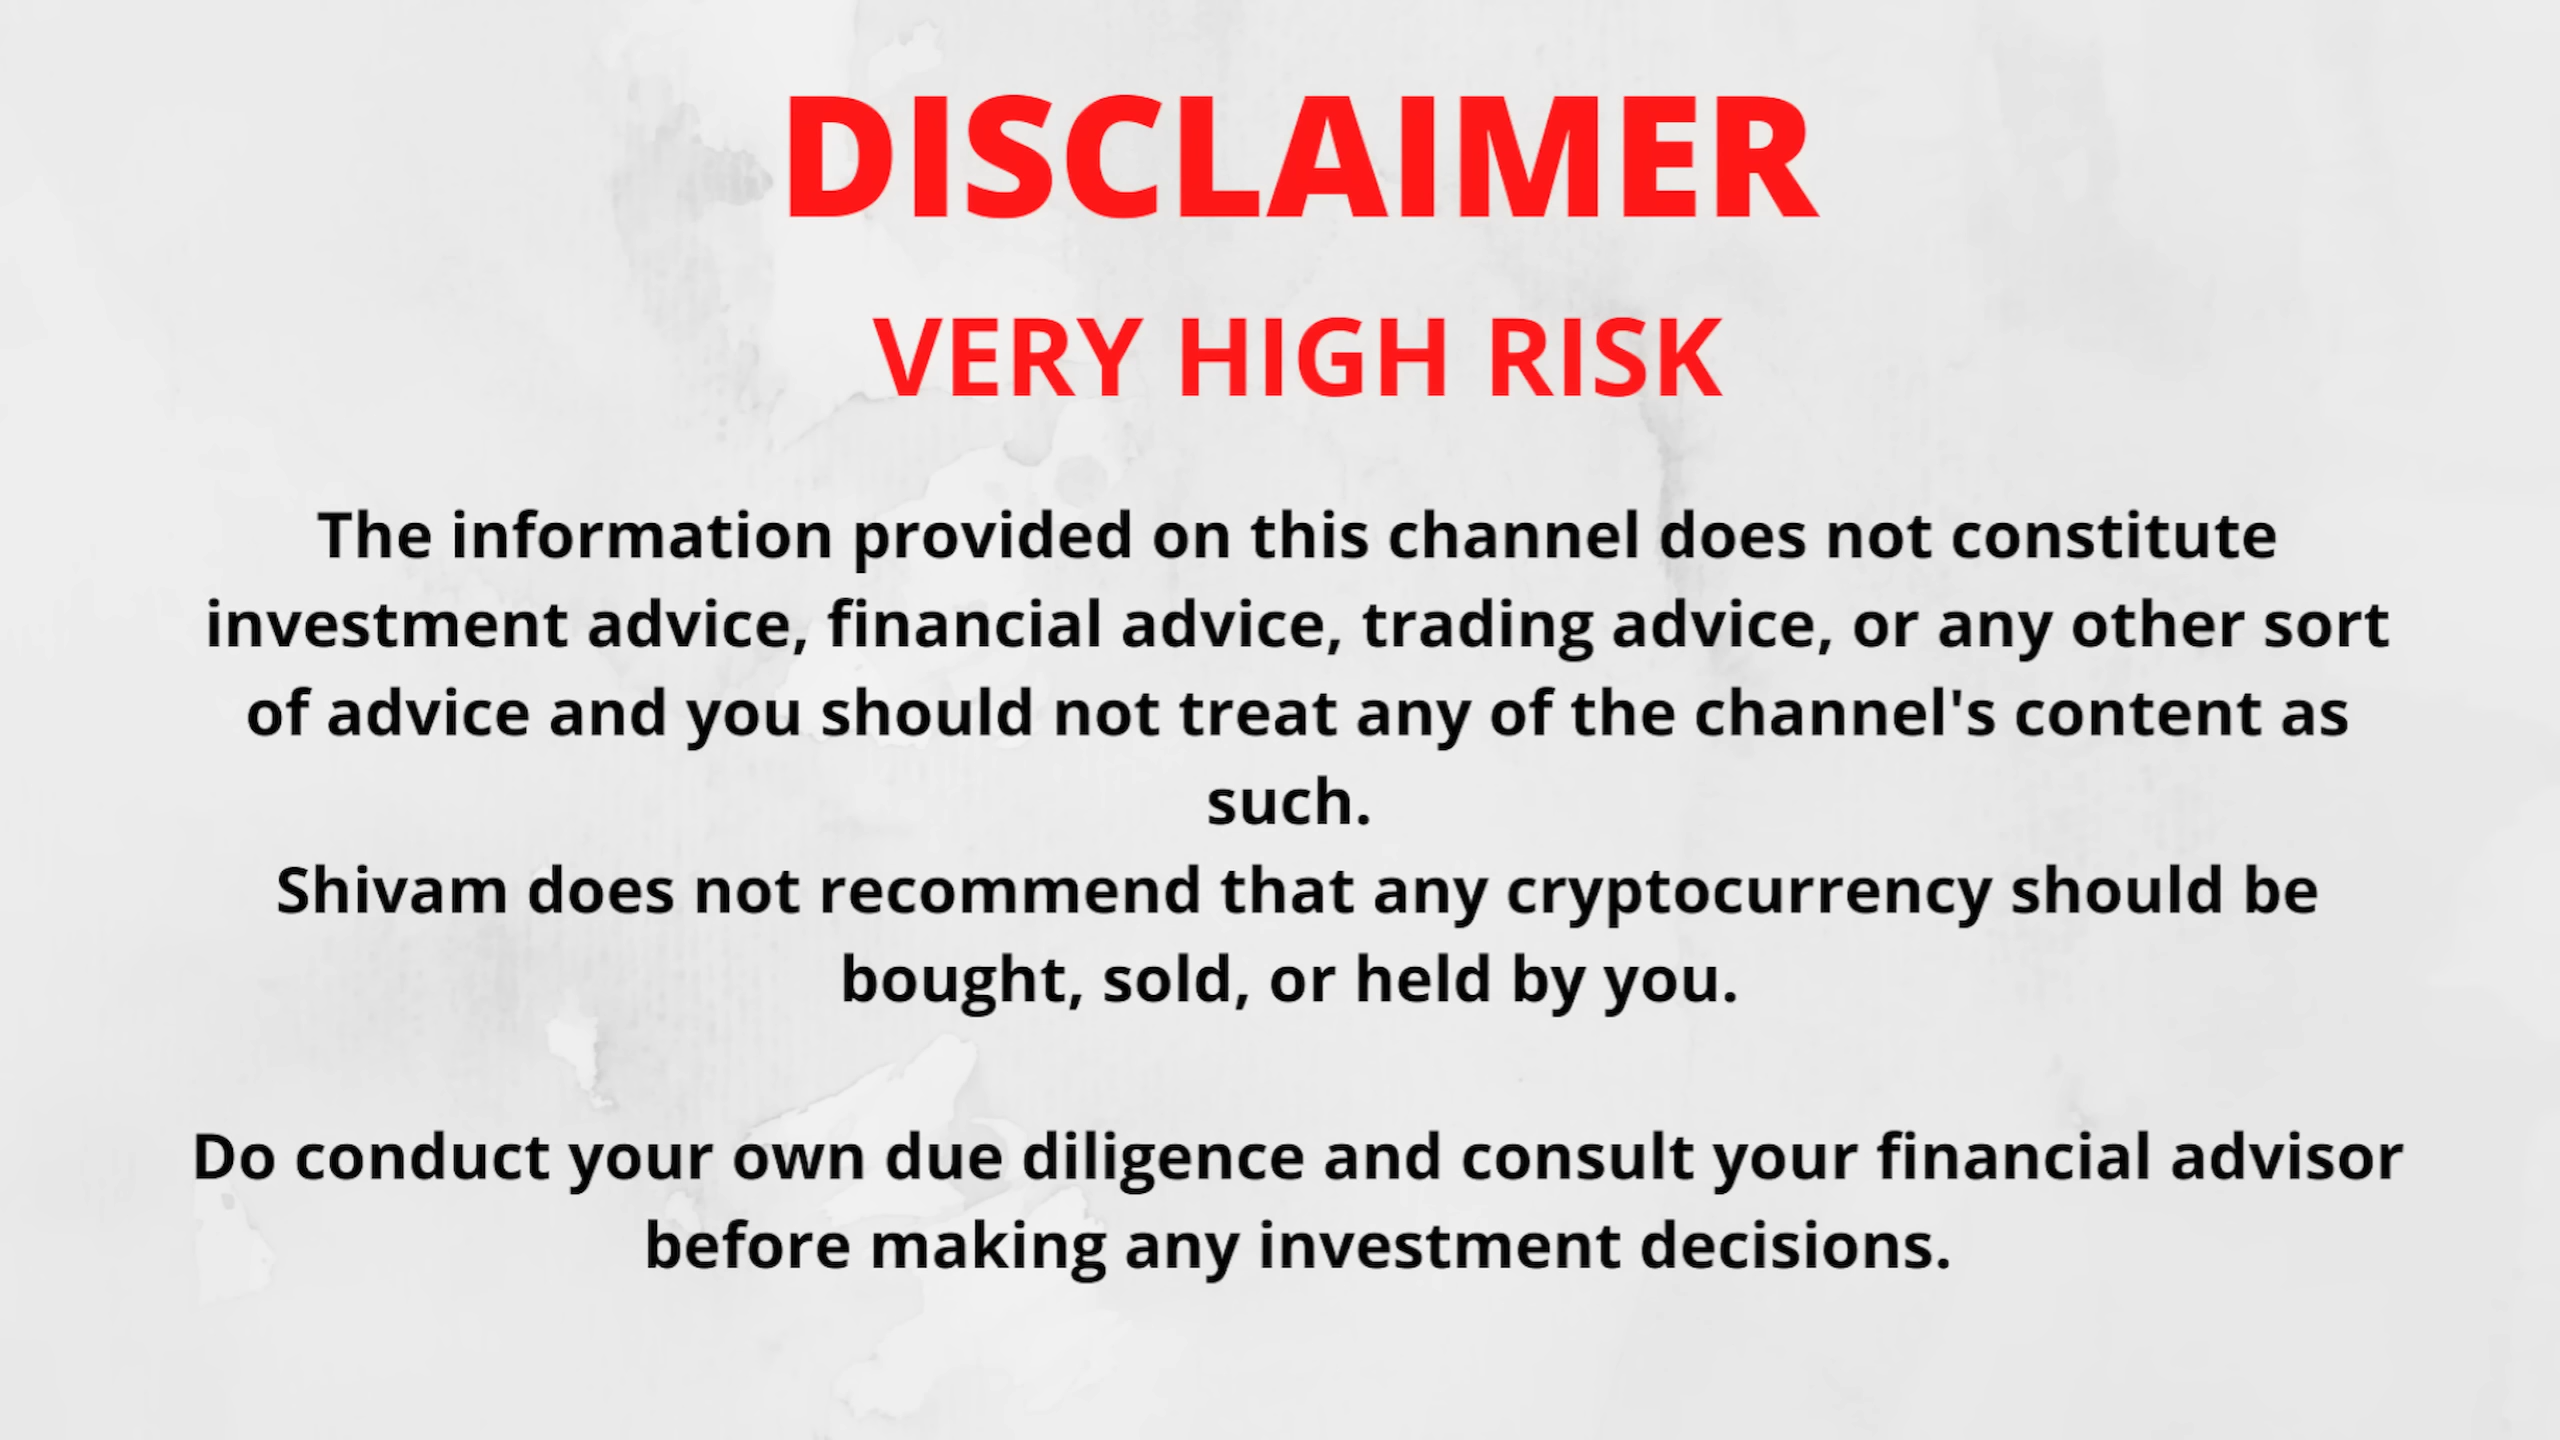 DISCLAIMER
VERY HIGH RISK
The information provided on this channel does not constitute
investment advice, financial advice, trading advice, or any other sort
of advice and you should not treat any of the channel's content as
such.
Shivam does not recommend that any cryptocurrency should be
bought, sold, or held by you.
Do conduct your own due diligence and consult your financial advisor
before making any investment decisions.